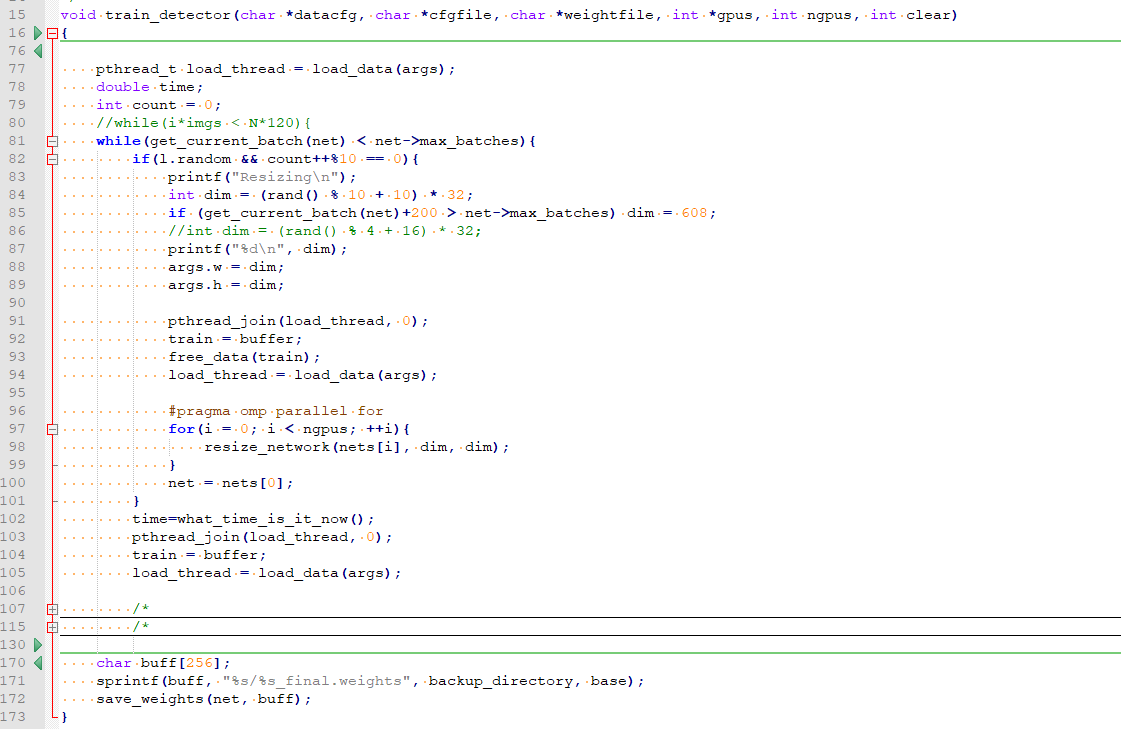 15 void train_detector(char *datacfg, char *cfgfile, char *weightfile, int *gpus, int ngpus, int clear)
16 {
76
77     pthread_t load_thread = load_data(args);
78     double time;
79     int count = 0;
80     //while(i*imgs < N*120){
81     while(get_current_batch(net) < net->max_batches){
82         if(l.random && count++%10 == 0){
83             printf("Resizing\n");
84             int dim = (rand() % 10 + 10) * 32;
85             if (get_current_batch(net)+200 > net->max_batches) dim = 608;
86             //int dim = (rand() % 4 + 16) * 32;
87             printf("%d\n", dim);
88             args.w = dim;
89             args.h = dim;
90
91             pthread_join(load_thread, 0);
92             train = buffer;
93             free_data(train);
94             load_thread = load_data(args);
95
96             #pragma omp parallel for
97             for(i = 0; i < ngpus; ++i){
98                 resize_network(nets[i], dim, dim);
99             }
100             net = nets[0];
101         }
102         time=what_time_is_it_now();
103         pthread_join(load_thread, 0);
104         train = buffer;
105         load_thread = load_data(args);
106
107         /*
115         /*
130
170     char buff[256];
171     sprintf(buff, "%s/%s_final.weights", backup_directory, base);
172     save_weights(net, buff);
173 }